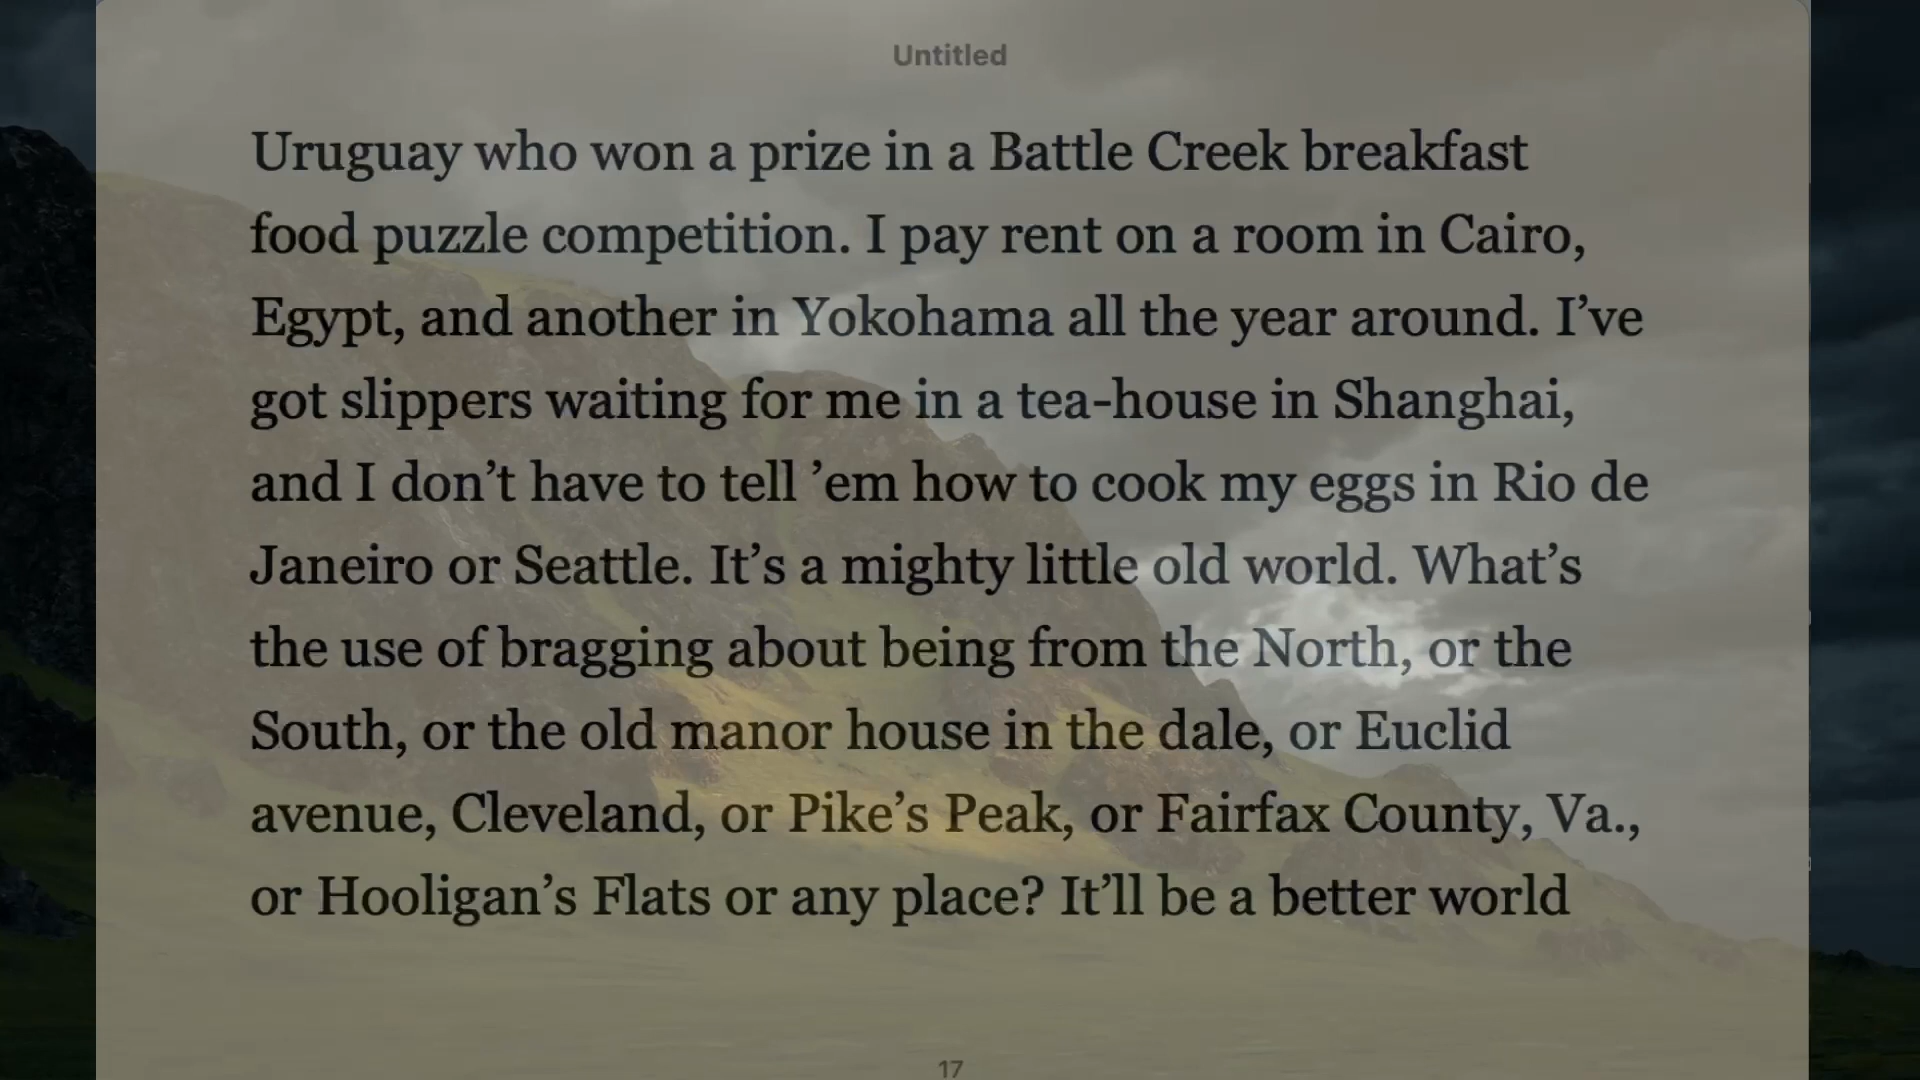 Untitled
Uruguay who won a prize in a Battle Creek breakfast
food puzzle competition. I pay rent on a room in Cairo,
Egypt, and another in Yokohama all the year around. I’ve
got slippers waiting for me in a tea-house in Shanghai,
and I don’t have to tell ’em how to cook my eggs in Rio de
Janeiro or Seattle. It’s a mighty little old world. What’s
the use of bragging about being from the North, or the
South, or the old manor house in the dale, or Euclid
avenue, Cleveland, or Pike’s Peak, or Fairfax County, Va.,
or Hooligan’s Flats or any place? It’ll be a better world
17